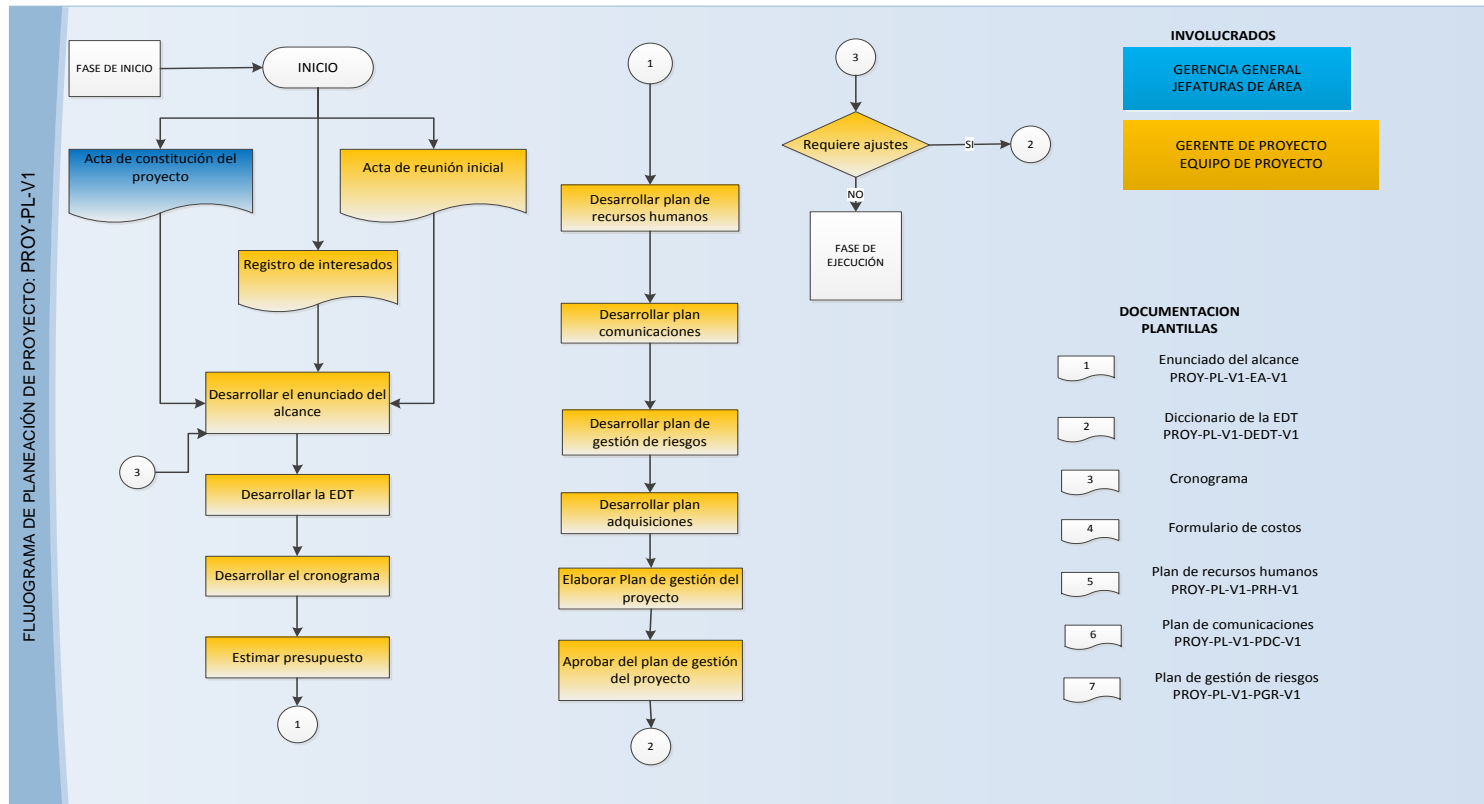 FLUJOGRAMA DE PLANEACIÓN DE PROYECTO: PROY-PL-V1
FASE DE INICIO
INICIO
Acta de constitución del
proyecto
Acta de reunión inicial
Registro de interesados
Desarrollar el enunciado del
alcance
3
Desarrollar la EDT
Desarrollar el cronograma
Estimar presupuesto
1
1
Desarrollar plan de
recursos humanos
Desarrollar plan
comunicaciones
Desarrollar plan de
gestión de riesgos
Desarrollar plan
adquisiciones
Elaborar Plan de gestión del
proyecto
Aprobar del plan de gestión
del proyecto
2
3
Requiere ajustes
SI
2
NO
FASE DE
EJECUCIÓN
INVOLUCRADOS
GERENCIA GENERAL
JEFATURAS DE ÁREA
GERENTE DE PROYECTO
EQUIPO DE PROYECTO
DOCUMENTACION
PLANTILLAS
1
Enunciado del alcance
PROY-PL-V1-EA-V1
2
Diccionario de la EDT
PROY-PL-V1-DEDT-V1
3
Cronograma
4
Formulario de costos
5
Plan de recursos humanos
PROY-PL-V1-PRH-V1
6
Plan de comunicaciones
PROY-PL-V1-PDC-V1
7
Plan de gestión de riesgos
PROY-PL-V1-PGR-V1